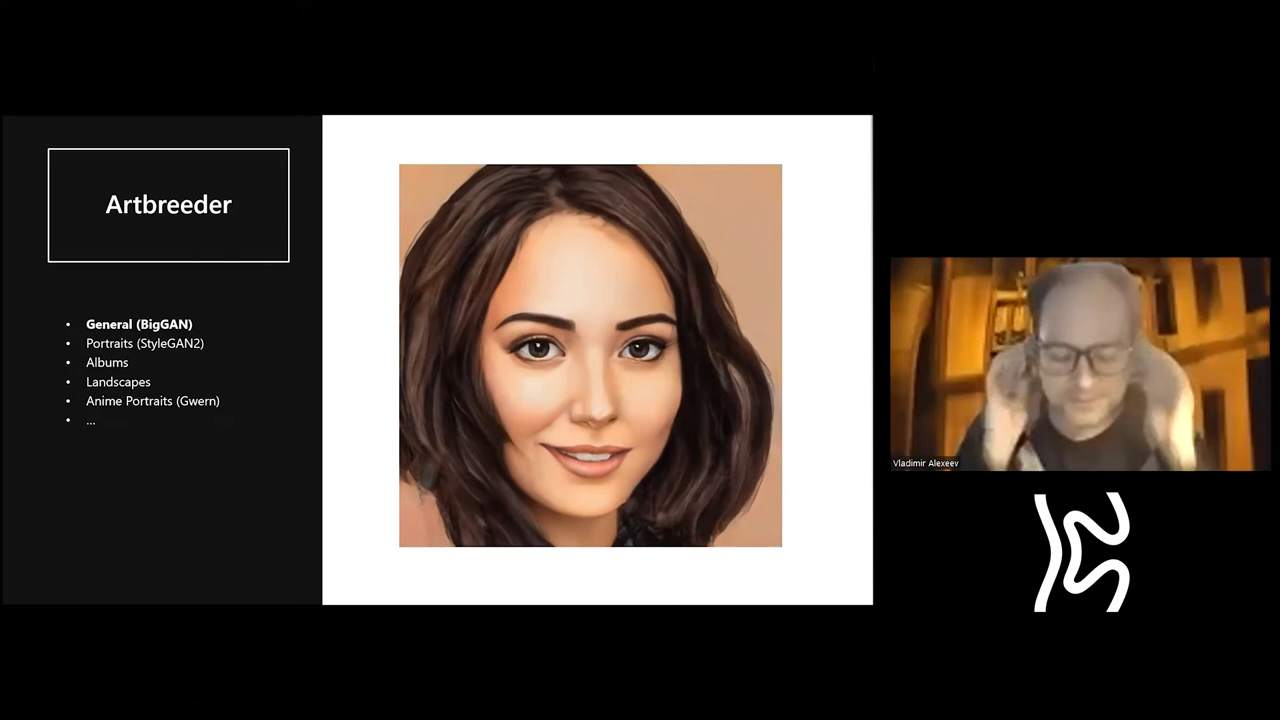 Artbreeder
• General (BigGAN)
• Portraits (StyleGAN2)
• Albums
• Landscapes
• Anime Portraits (Gwern)
• ...
Vladimir Alexeev